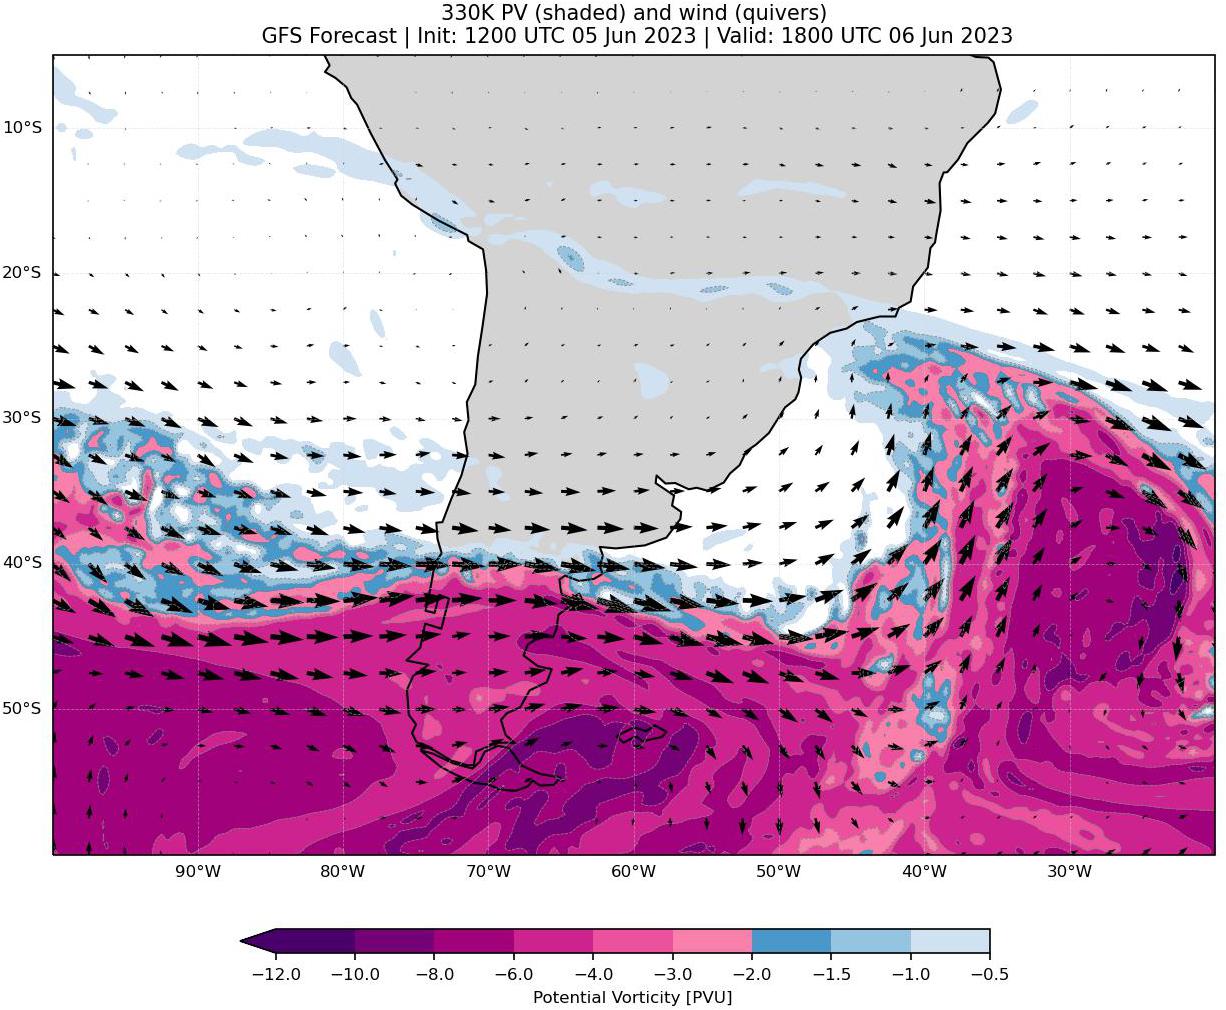 330K PV (shaded) and wind (quivers)
GFS Forecast | Init: 1200 UTC 05 Jun 2023 | Valid: 1800 UTC 06 Jun 2023
10°S
20°S
30°S
40°S
50°S
90°W 80°W 70°W 60°W 50°W 40°W 30°W
−12.0 −10.0 −8.0 −6.0 −4.0 −3.0 −2.0 −1.5 −1.0 −0.5
Potential Vorticity [PVU]